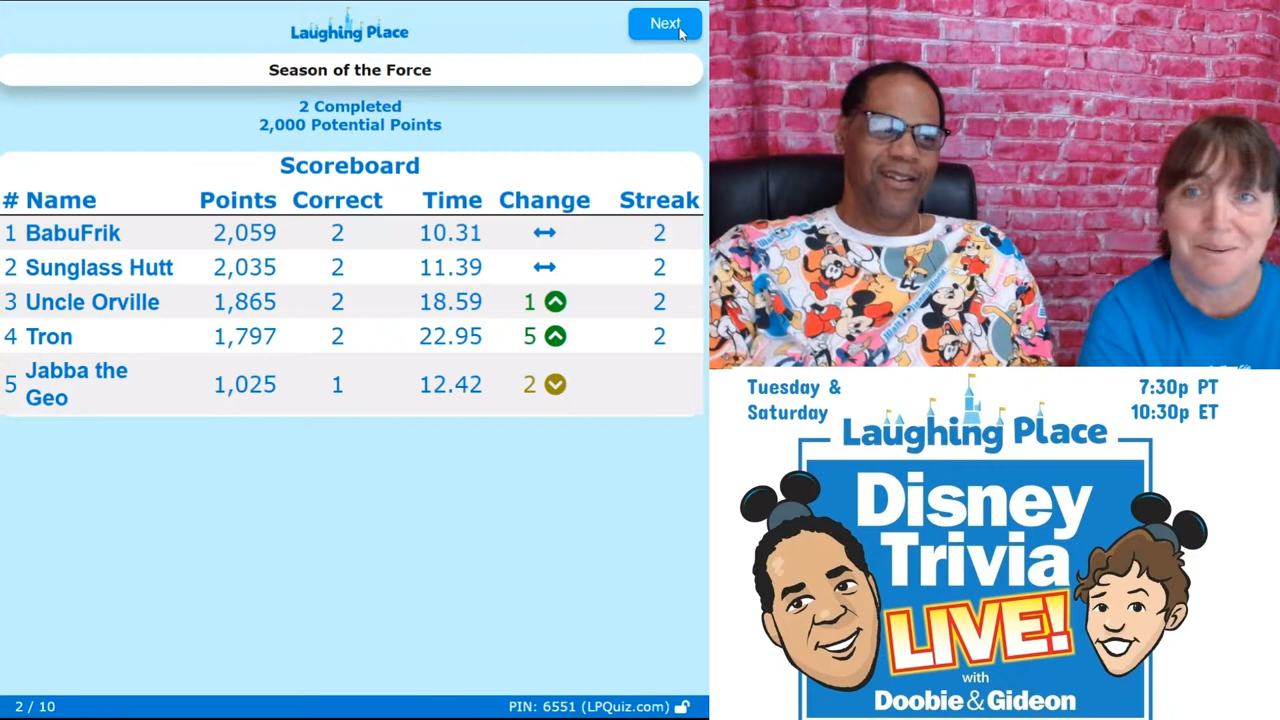 Laughing Place
Next
Season of the Force
2 Completed
2,000 Potential Points
Scoreboard
# Name Points Correct Time Change Streak
1 BabuFrik 2,059 2 10.31 2
2 Sunglass Hutt 2,035 2 11.39 2
3 Uncle Orville 1,865 2 18.59 1 2
4 Tron 1,797 2 22.95 5 2
5 Jabba the Geo 1,025 1 12.42 2
2 / 10
PIN: 6551 (LPQuiz.com)
Tuesday &
Saturday
7:30p PT
10:30p ET
Laughing Place
Disney
Trivia
LIVE!
with
Doobie & Gideon